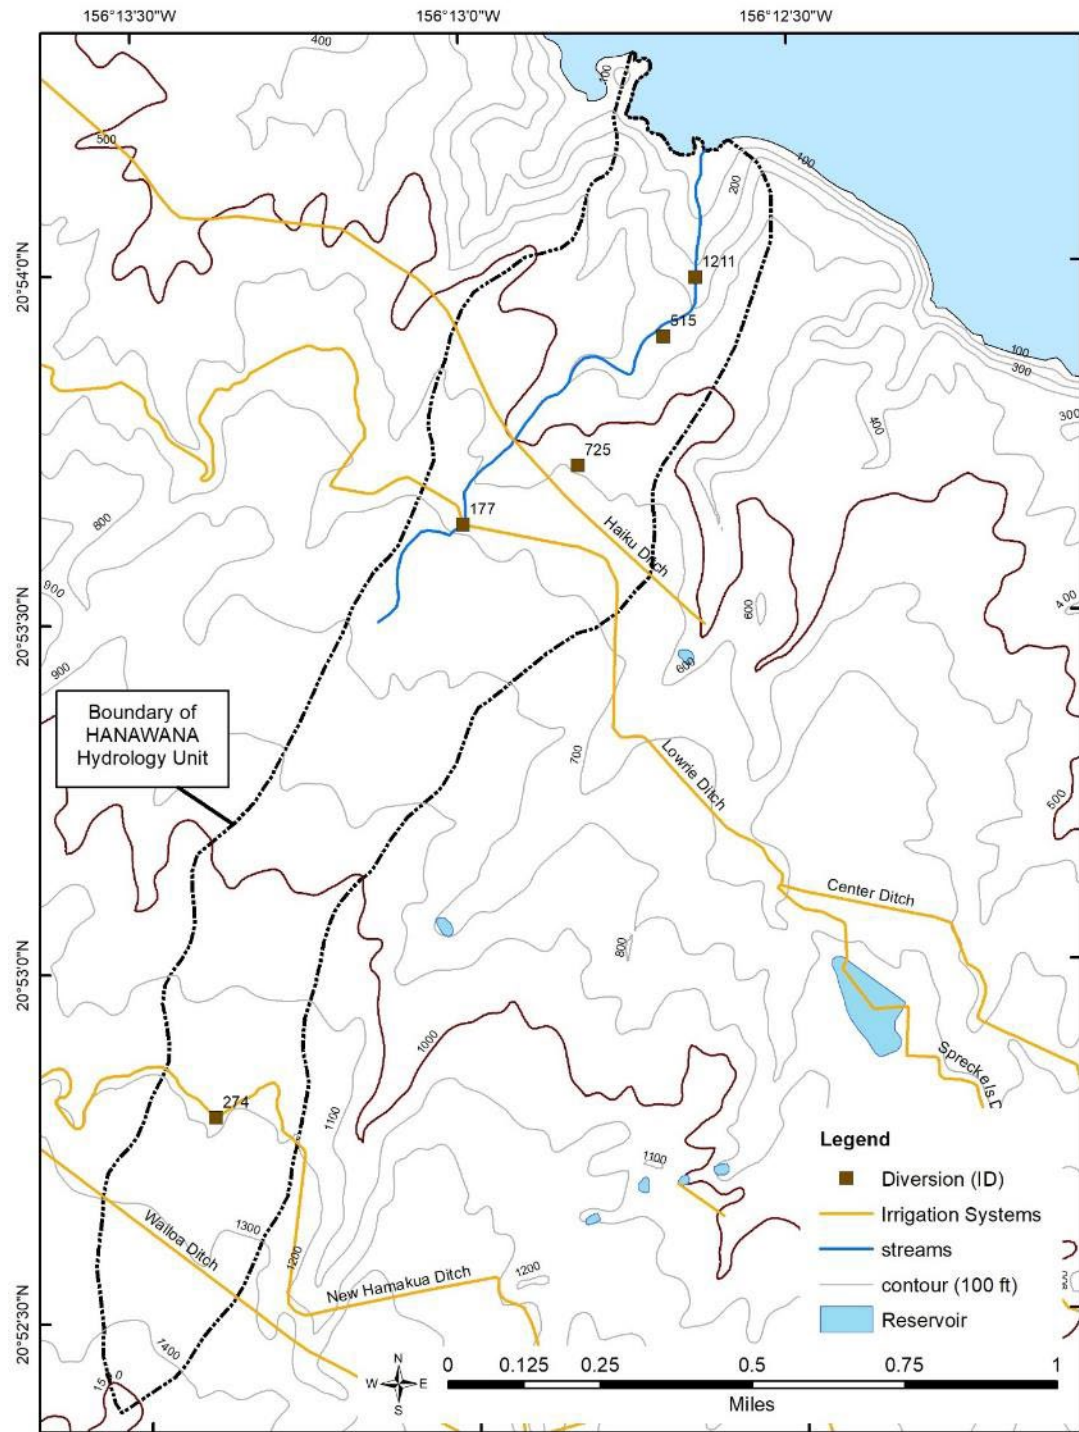 156°13'30"W
156°13'0"W
156°12'30"W
400
100
500
100
200
20°54'0"N
1211
515
100
300
300
400
725
177
800
Haiku Ditch
900
600
400
20°53'30"N
900
600
Boundary of
HANAWANA
Hydrology Unit
700
Lowrie Ditch
500
Center Ditch
800
20°53'0"N
1000
Spreckels D
274
1100
Legend
1100
Diversion (ID)
Irrigation Systems
Wailoa Ditch
1300
streams
1200
New Hamakua Ditch
1200
contour (100 ft)
Reservoir
20°52'30"N
1400
N
W E
S
0 0.125 0.25 0.5 0.75 1
Miles